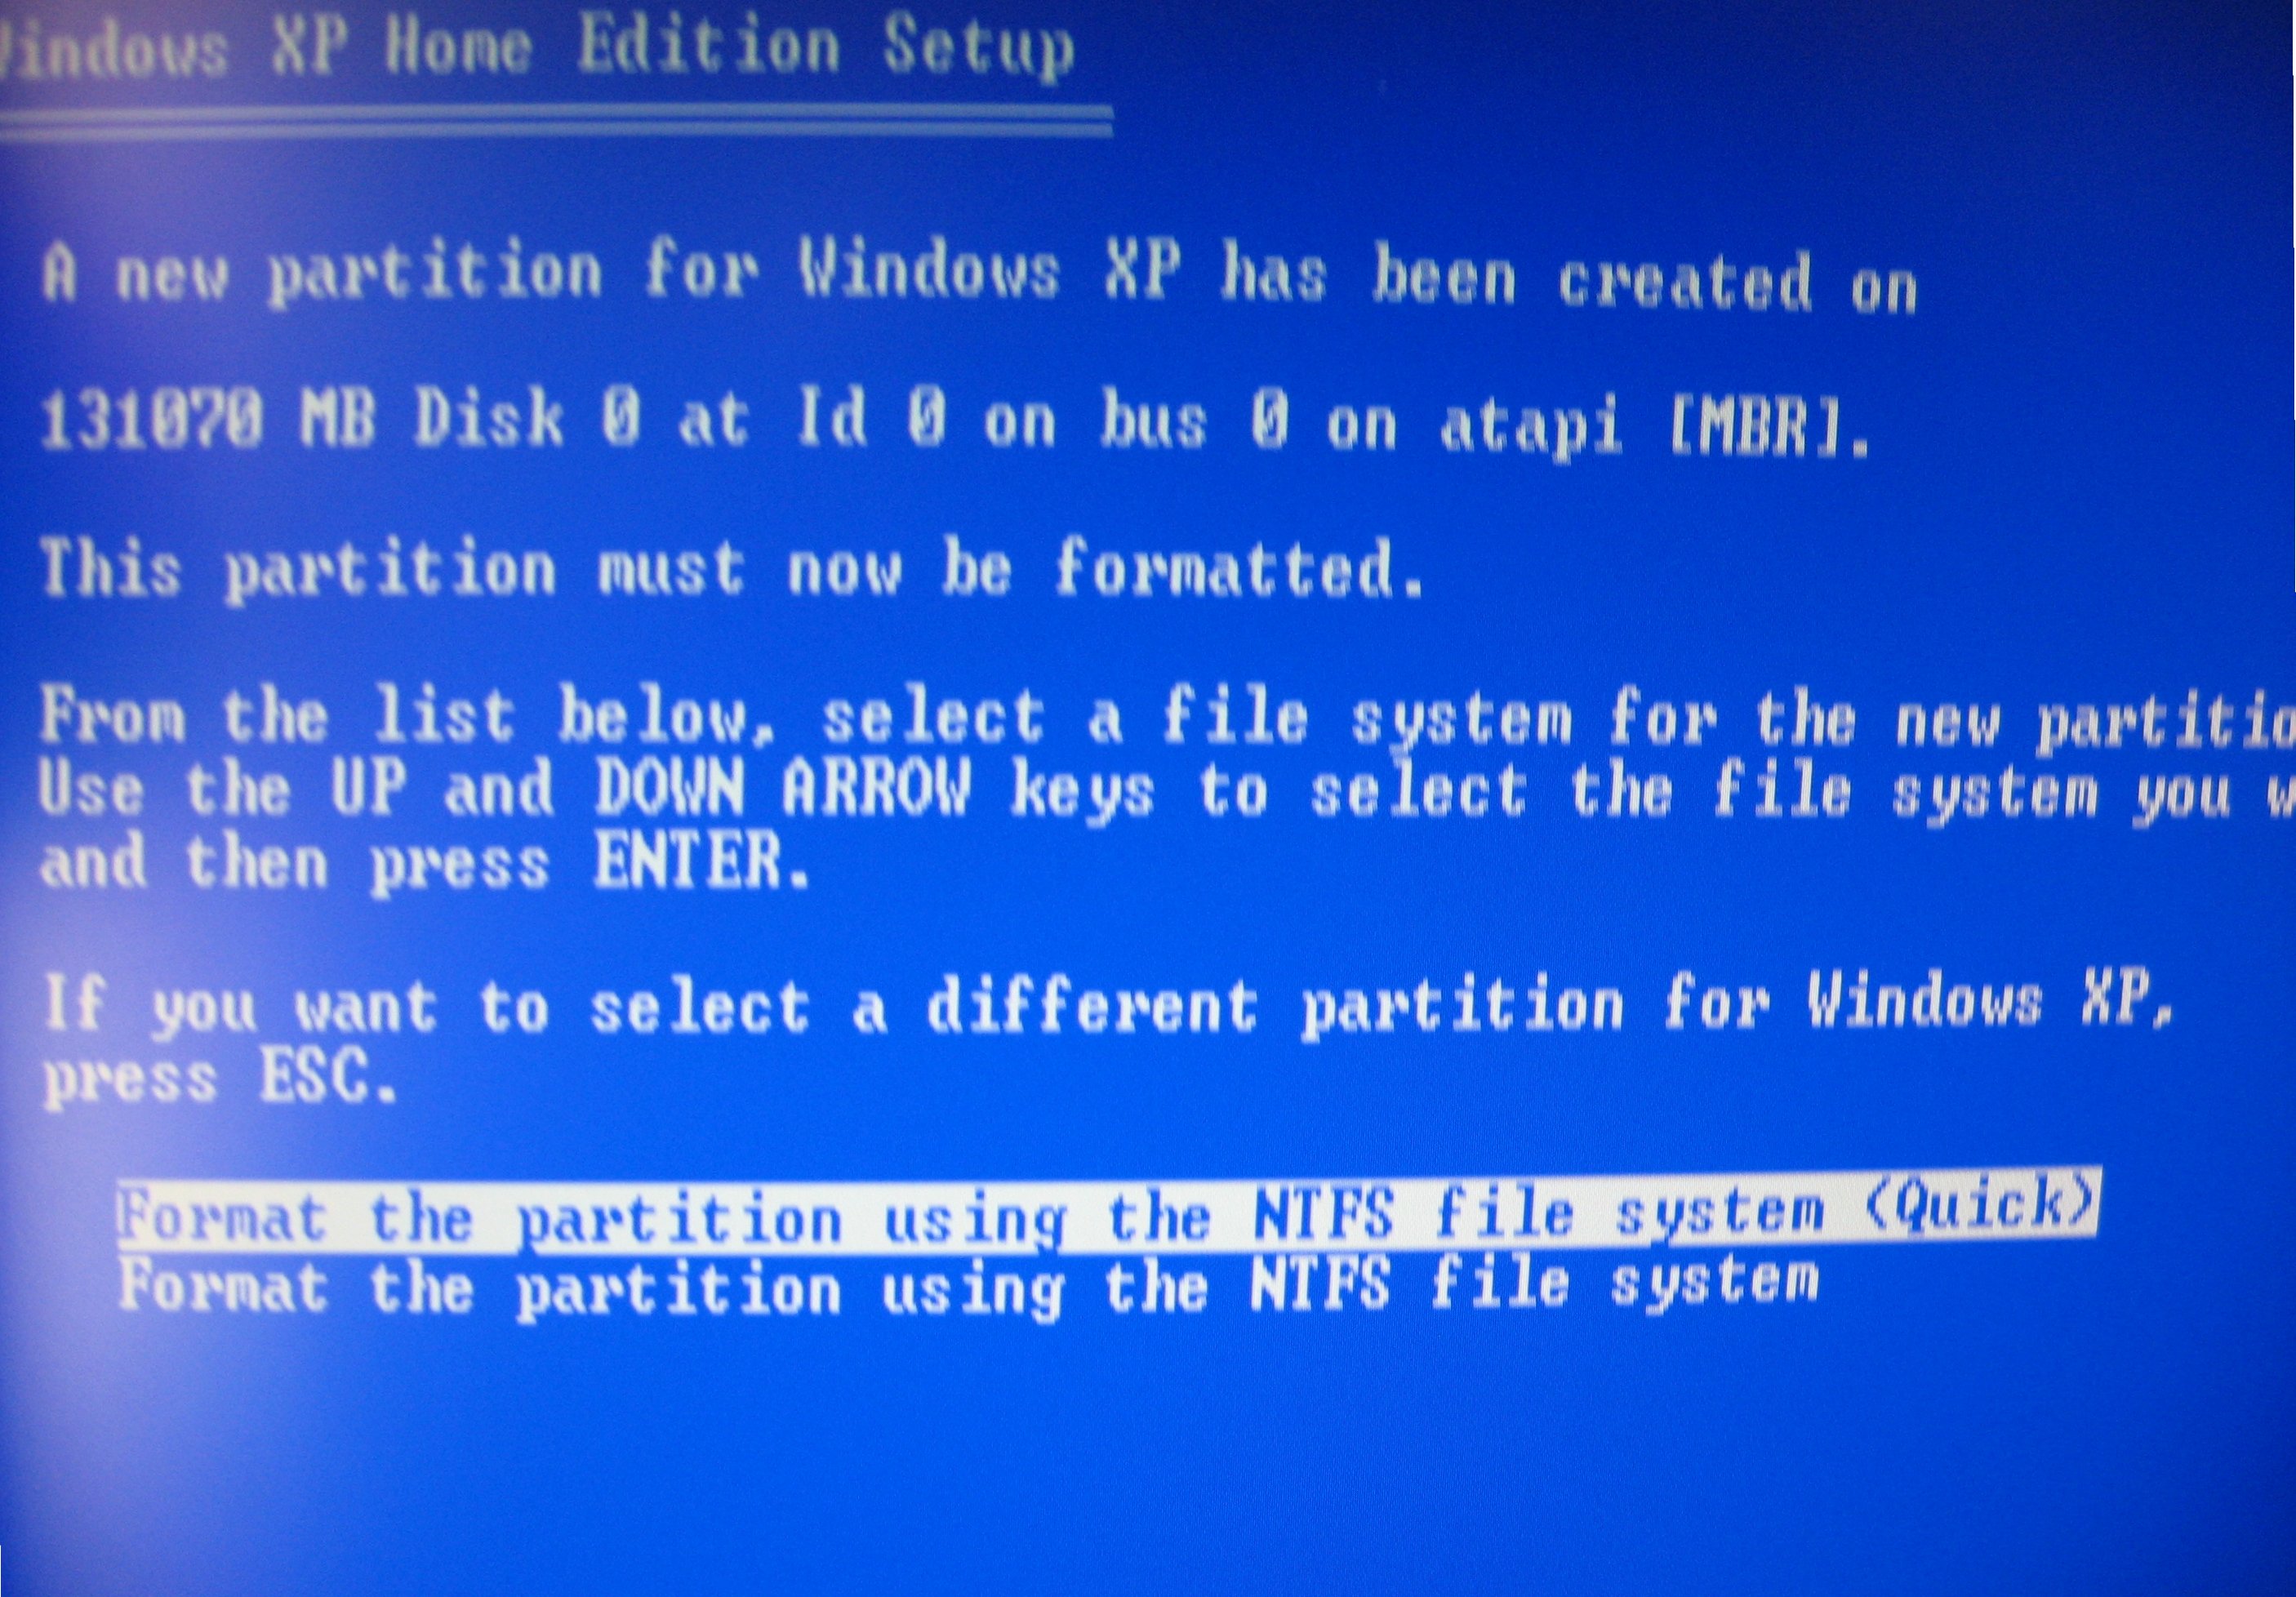 Windows XP Home Edition Setup
A new partition for Windows XP has been created on
131070 MB Disk 0 at Id 0 on bus 0 on atapi [MBR].
This partition must now be formatted.
From the list below, select a file system for the new partitio
Use the UP and DOWN ARROW keys to select the file system you w
and then press ENTER.
If you want to select a different partition for Windows XP,
press ESC.
Format the partition using the NTFS file system (Quick)
Format the partition using the NTFS file system